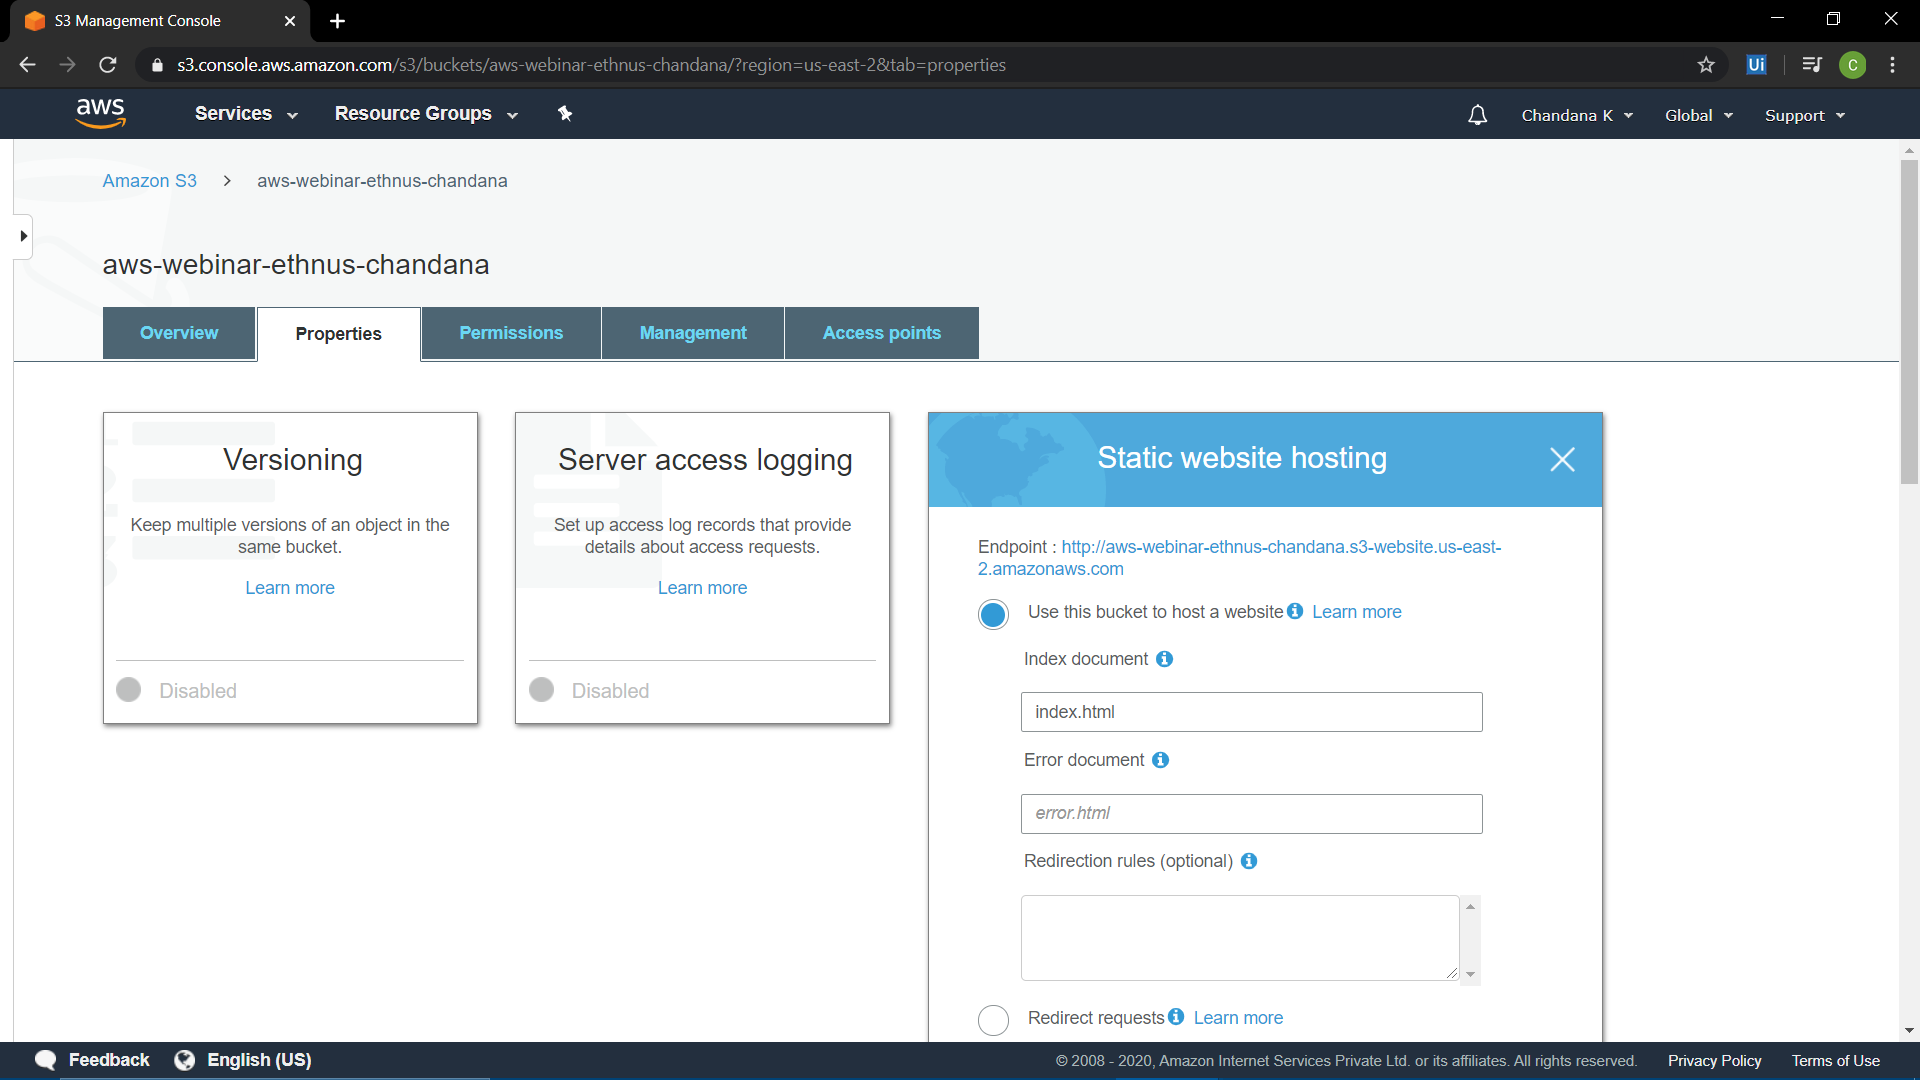 S3 Management Console
s3.console.aws.amazon.com/s3/buckets/aws-webinar-ethnus-chandana/?region=us-east-2&tab=properties
Ui
C
aws
Services
Resource Groups
Chandana K
Global
Support
Amazon S3 > aws-webinar-ethnus-chandana
aws-webinar-ethnus-chandana
Overview
Properties
Permissions
Management
Access points
Versioning
Keep multiple versions of an object in the
same bucket.
Learn more
Disabled
Server access logging
Set up access log records that provide
details about access requests.
Learn more
Disabled
Static website hosting
Endpoint : http://aws-webinar-ethnus-chandana.s3-website.us-east-
2.amazonaws.com
Use this bucket to host a website Learn more
Index document
index.html
Error document
error.html
Redirection rules (optional)
Redirect requests Learn more
Feedback
English (US)
© 2008 - 2020, Amazon Internet Services Private Ltd. or its affiliates. All rights reserved.
Privacy Policy
Terms of Use